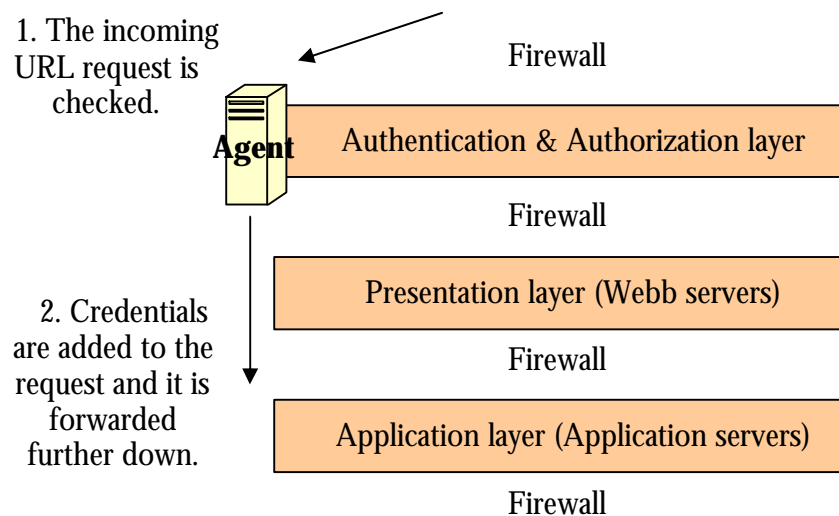 1. The incoming
URL request is
checked.
Firewall
Agent
Authentication & Authorization layer
Firewall
Presentation layer (Webb servers)
2. Credentials
are added to the
request and it is
forwarded
further down.
Firewall
Application layer (Application servers)
Firewall